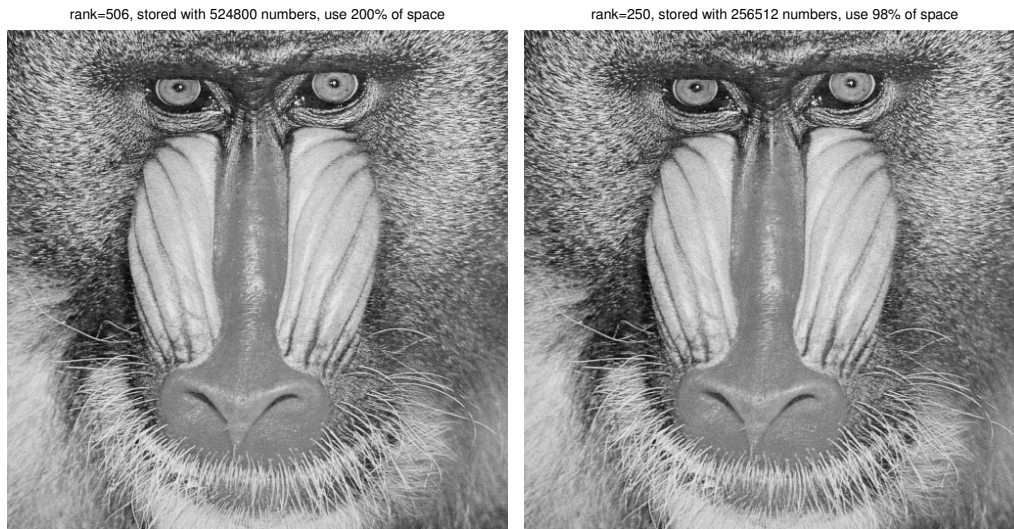 rank=506, stored with 524800 numbers, use 200% of space
rank=250, stored with 256512 numbers, use 98% of space